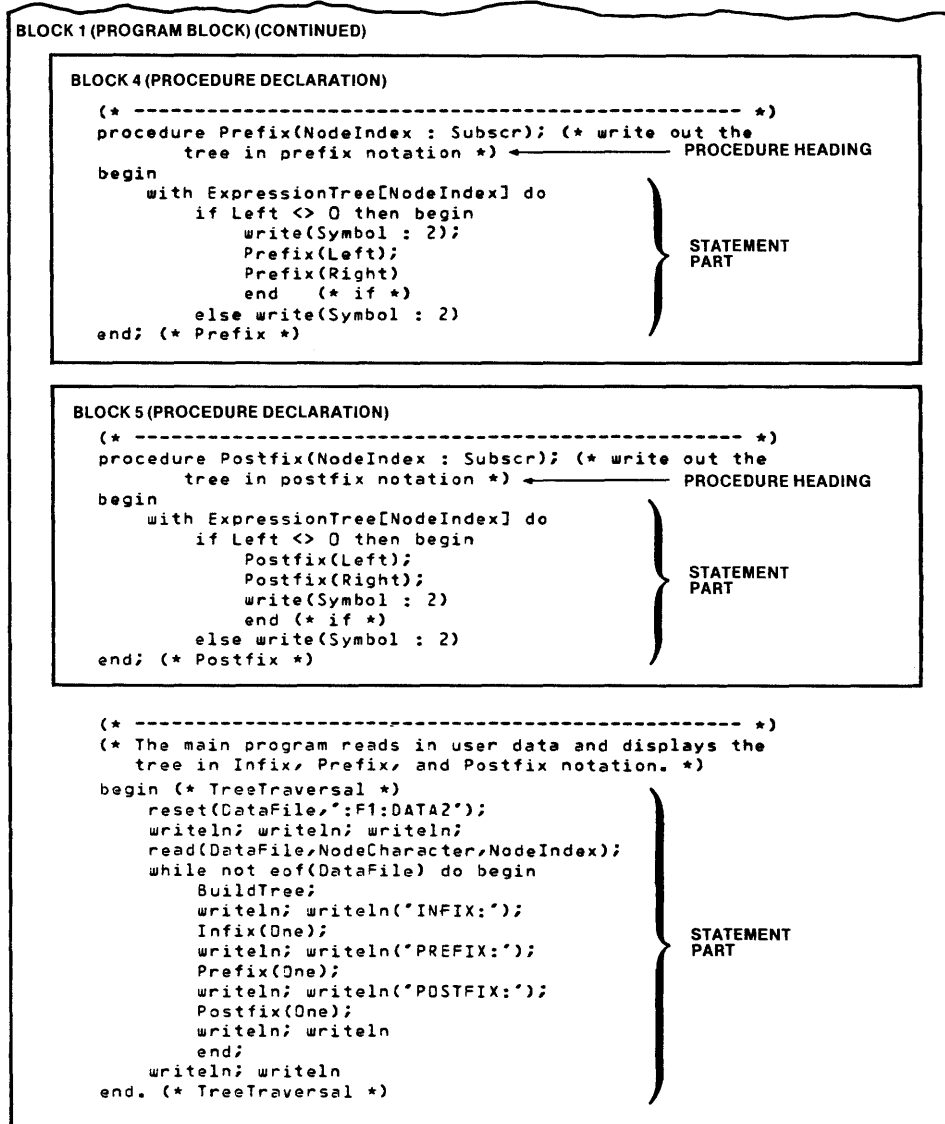 BLOCK 1 (PROGRAM BLOCK) (CONTINUED)
BLOCK 4 (PROCEDURE DECLARATION)
(* ------------------------------------------------- *)
procedure Prefix(NodeIndex : Subscr); (* write out the
tree in prefix notation *) PROCEDURE HEADING
begin
with ExpressionTree[NodeIndex] do
if Left <> 0 then begin
write(Symbol : 2);
Prefix(Left);
Prefix(Right)
end (* if *)
else write(Symbol : 2)
end; (* Prefix *)
STATEMENT
PART
BLOCK 5 (PROCEDURE DECLARATION)
(* ------------------------------------------------- *)
procedure Postfix(NodeIndex : Subscr); (* write out the
tree in postfix notation *) PROCEDURE HEADING
begin
with ExpressionTree[NodeIndex] do
if Left <> 0 then begin
Postfix(Left);
Postfix(Right);
write(Symbol : 2)
end (* if *)
else write(Symbol : 2)
end; (* Postfix *)
STATEMENT
PART
(* ------------------------------------------------- *)
(* The main program reads in user data and displays the
tree in Infix, Prefix, and Postfix notation. *)
begin (* TreeTraversal *)
reset(DataFile,':F1:DATA2');
writeln; writeln; writeln;
read(DataFile,NodeCharacter,NodeIndex);
while not eof(DataFile) do begin
BuildTree;
writeln; writeln('INFIX:');
Infix(One);
writeln; writeln('PREFIX:');
Prefix(One);
writeln; writeln('POSTFIX:');
Postfix(One);
writeln; writeln
end;
writeln; writeln
end. (* TreeTraversal *)
STATEMENT
PART